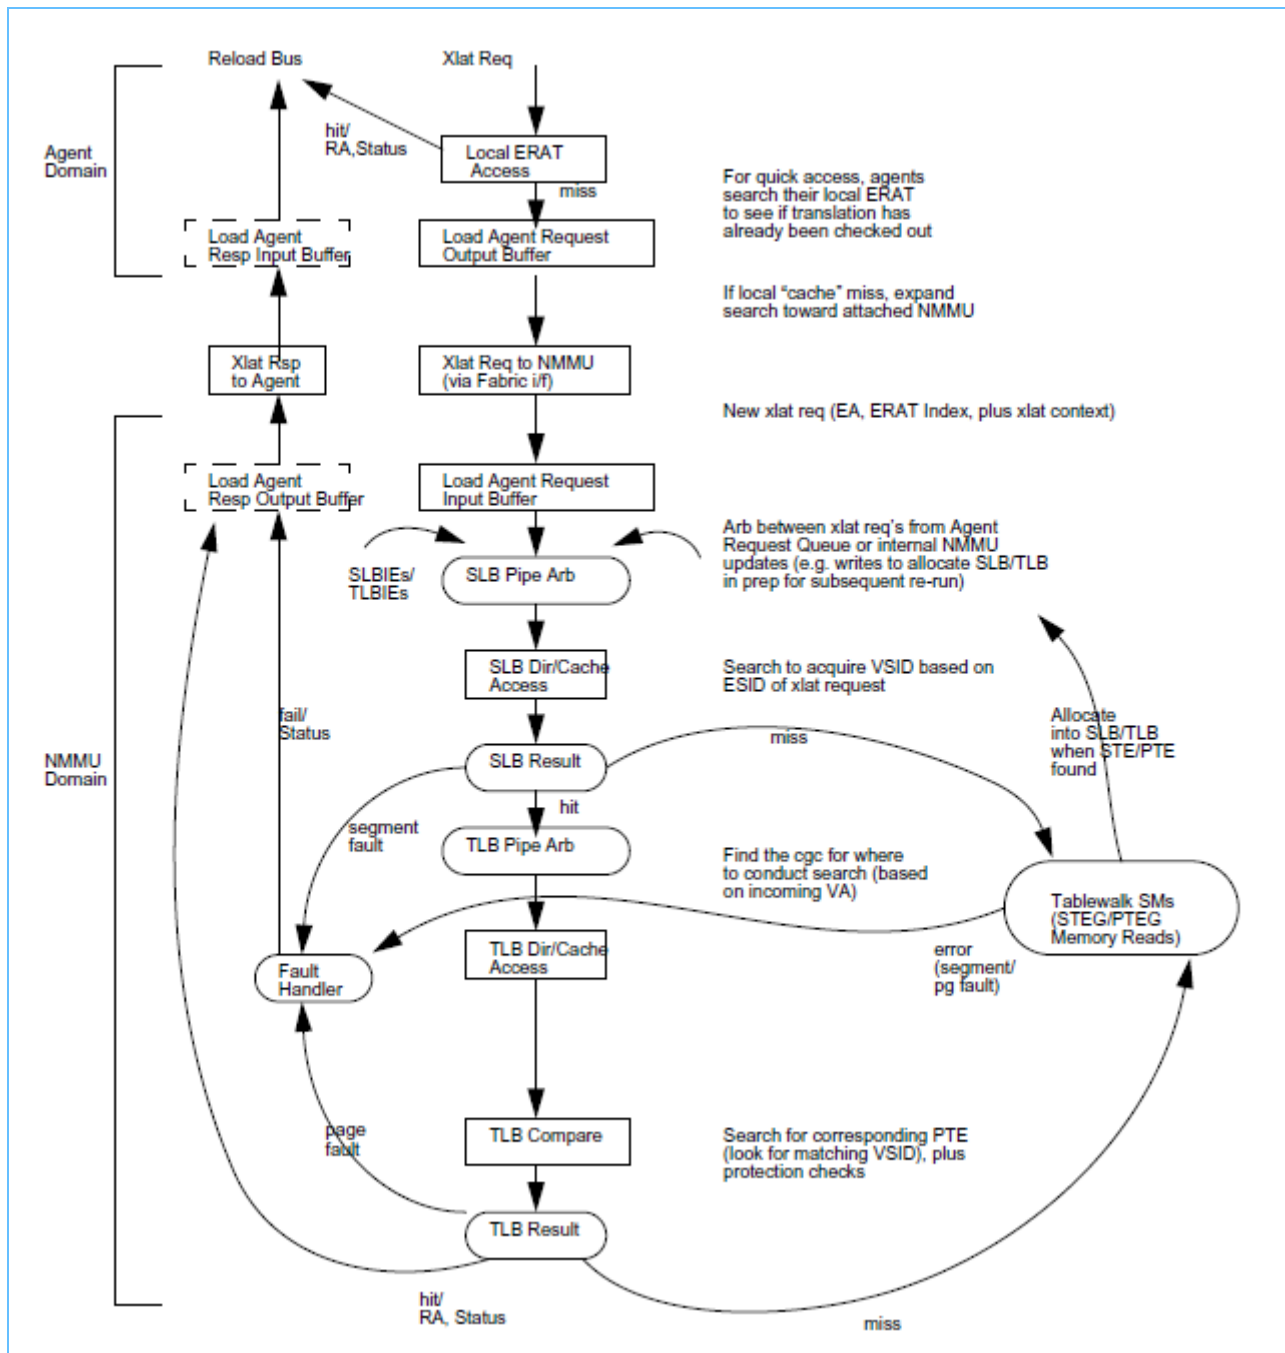 Reload Bus
Xlat Req
hit/
RA,Status
Agent
Domain
Local ERAT
Access
miss
For quick access, agents
search their local ERAT
to see if translation has
already been checked out
Load Agent
Resp Input Buffer
Load Agent Request
Output Buffer
If local “cache” miss, expand
search toward attached NMMU
Xlat Rsp
to Agent
Xlat Req to NMMU
(via Fabric i/f)
New xlat req (EA, ERAT Index, plus xlat context)
Load Agent
Resp Output Buffer
Load Agent Request
Input Buffer
Arb between xlat req’s from Agent
Request Queue or internal NMMU
updates (e.g. writes to allocate SLB/TLB
in prep for subsequent re-run)
SLBIEs/
TLBIEs
SLB Pipe Arb
SLB Dir/Cache
Access
Search to acquire VSID based on
ESID of xlat request
fail/
Status
Allocate
into SLB/TLB
when STE/PTE
found
miss
NMMU
Domain
SLB Result
hit
segment
fault
TLB Pipe Arb
Find the cgc for where
to conduct search (based
on incoming VA)
Tablewalk SMs
(STEG/PTEG
Memory Reads)
TLB Dir/Cache
Access
error
(segment/
pg fault)
Fault
Handler
page
fault
TLB Compare
Search for corresponding PTE
(look for matching VSID), plus
protection checks
TLB Result
hit/
RA, Status
miss